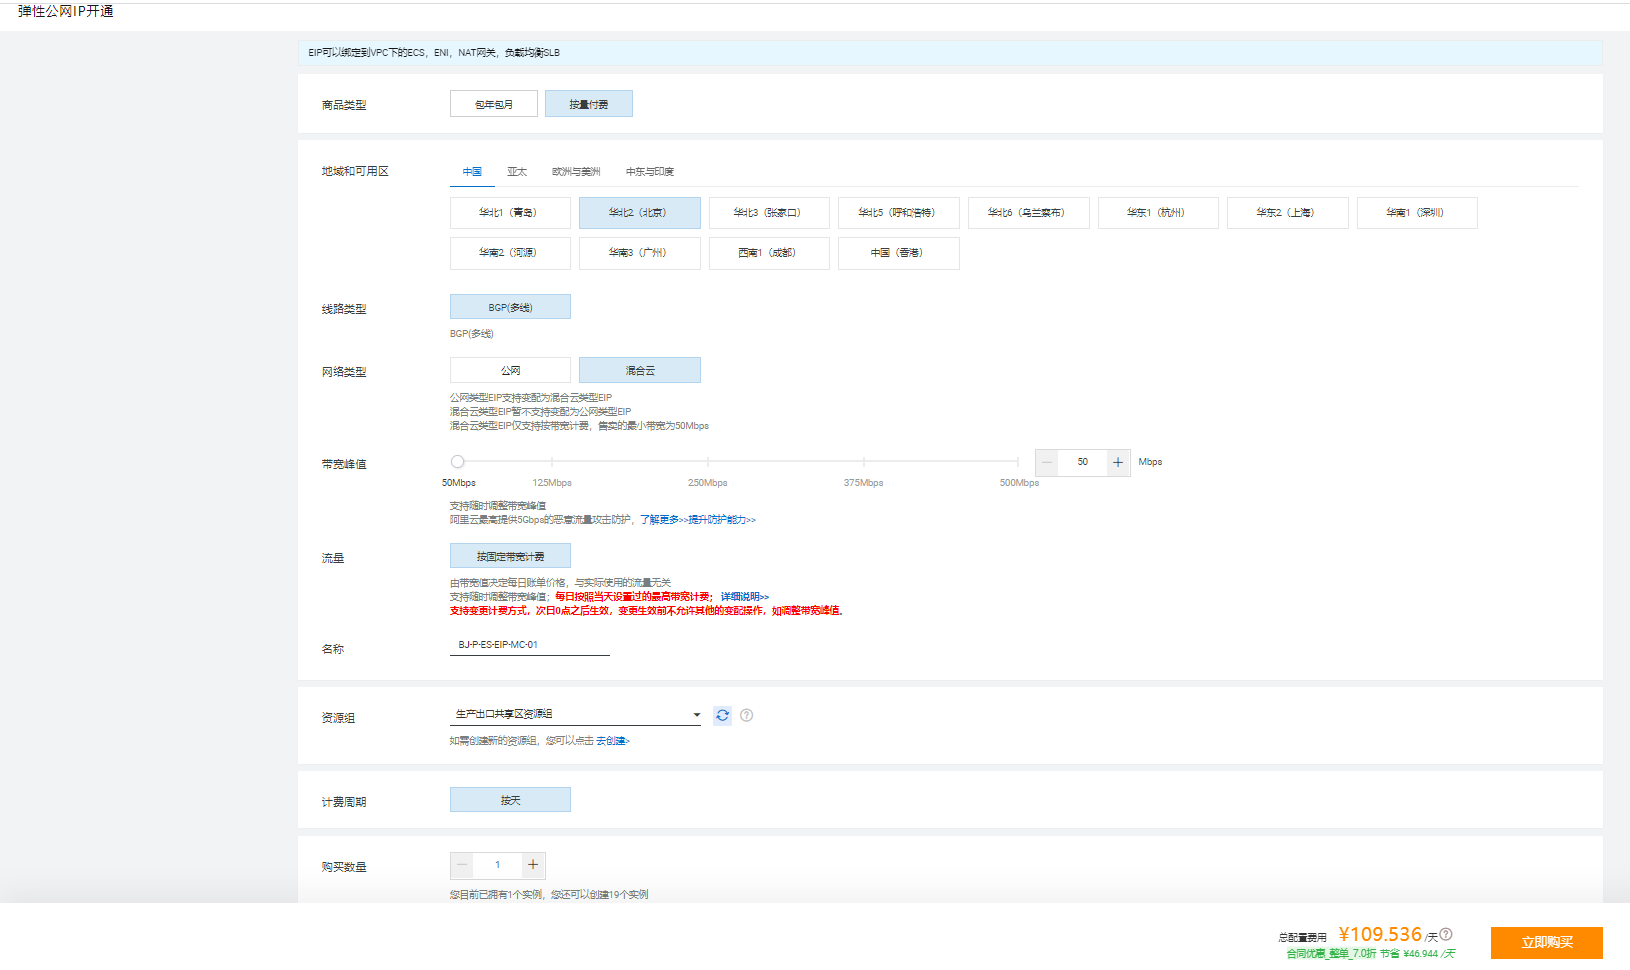 弹性公网IP开通
EIP可以绑定到VPC下的ECS，ENI，NAT网关，负载均衡SLB
商品类型
包年包月
按量付费
地域和可用区
中国
亚太
欧洲与美洲
中东与印度
华北1（青岛）
华北2（北京）
华北3（张家口）
华北5（呼和浩特）
华北6（乌兰察布）
华东1（杭州）
华东2（上海）
华南1（深圳）
华南2（河源）
华南3（广州）
西南1（成都）
中国（香港）
线路类型
BGP(多线)
BGP(多线)
网络类型
公网
混合云
公网类型EIP支持变配为混合云类型EIP
混合云类型EIP暂不支持变配为公网类型EIP
混合云类型EIP仅支持按带宽计费，售卖的最小带宽为50Mbps
带宽峰值
50
Mbps
50Mbps
125Mbps
250Mbps
375Mbps
500Mbps
支持随时调整带宽峰值
阿里云最高提供5Gbps的恶意流量攻击防护，了解更多>>提升防护能力>>
流量
按固定带宽计费
由带宽值决定每日账单价格，与实际使用的流量无关
支持随时调整带宽峰值；每日按照当天设置过的最高带宽计费； 详细说明>>
支持变更计费方式，次日0点之后生效，变更生效前不允许其他的变配操作，如调整带宽峰值。
名称
BJ-P-ES-EIP-MC-01
资源组
生产出口共享区资源组
如需创建新的资源组，您可以点击 去创建>
计费周期
按天
购买数量
1
您目前已拥有1个实例，您还可以创建19个实例
总配置费用 ¥109.536 /天
合同优惠_整单_7.0折 节省 ¥46.944 /天
立即购买